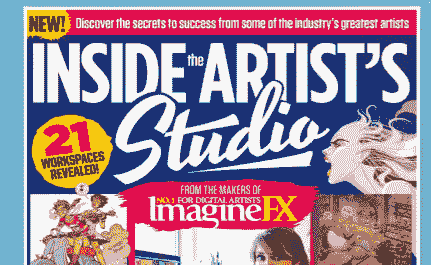 NEW! Discover the secrets to success from some of the industry's greatest artists
INSIDE the ARTIST'S
Studio
21
WORKSPACES
REVEALED!
FROM THE MAKERS OF
NO.1 FOR DIGITAL ARTISTS
ImagineFX